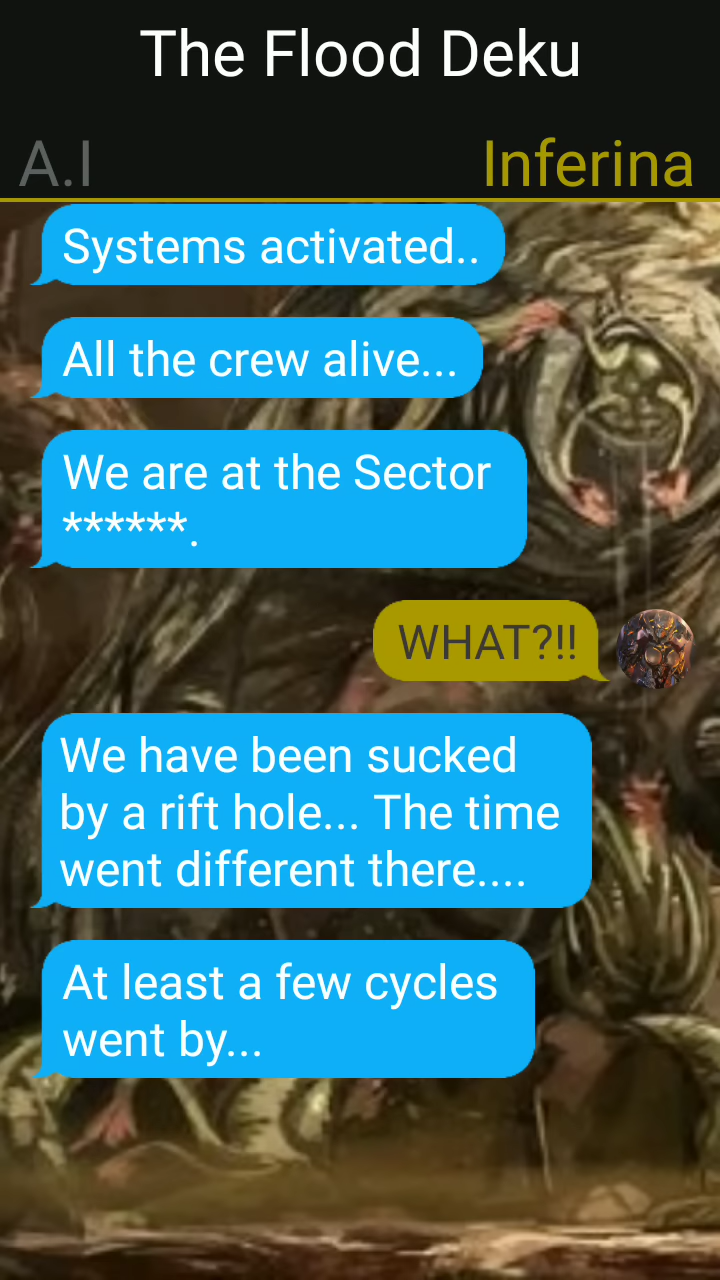 The Flood Deku
A.I
Inferina
Systems activated..
All the crew alive...
We are at the Sector
******.
WHAT?!!
We have been sucked
by a rift hole... The time
went different there....
At least a few cycles
went by...